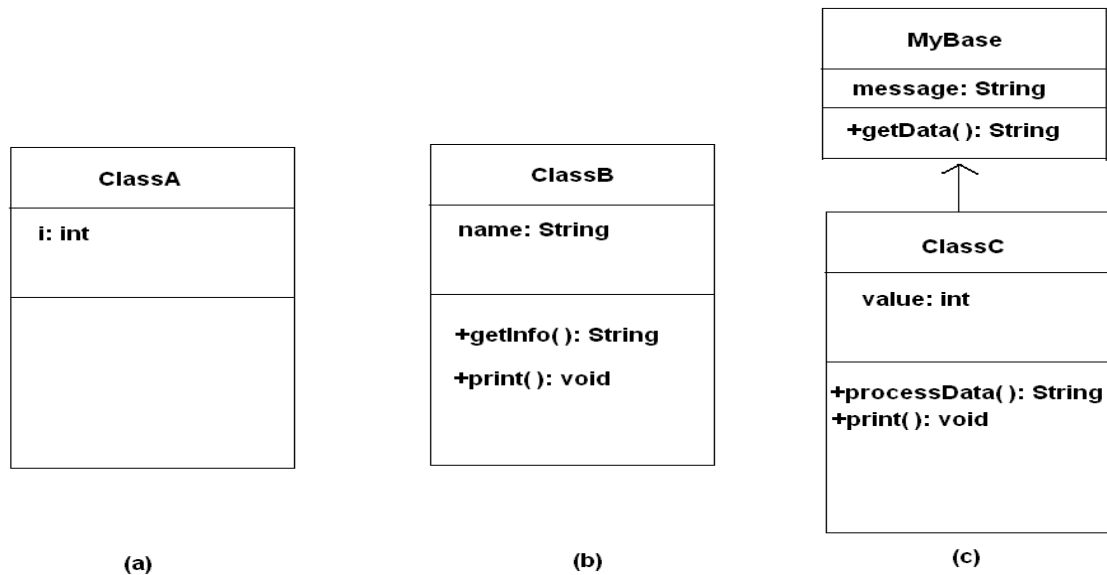 ClassA
i: int
(a)
ClassB
name: String
+getInfo( ): String
+print( ): void
(b)
MyBase
message: String
+getData( ): String
ClassC
value: int
+processData( ): String
+print( ): void
(c)